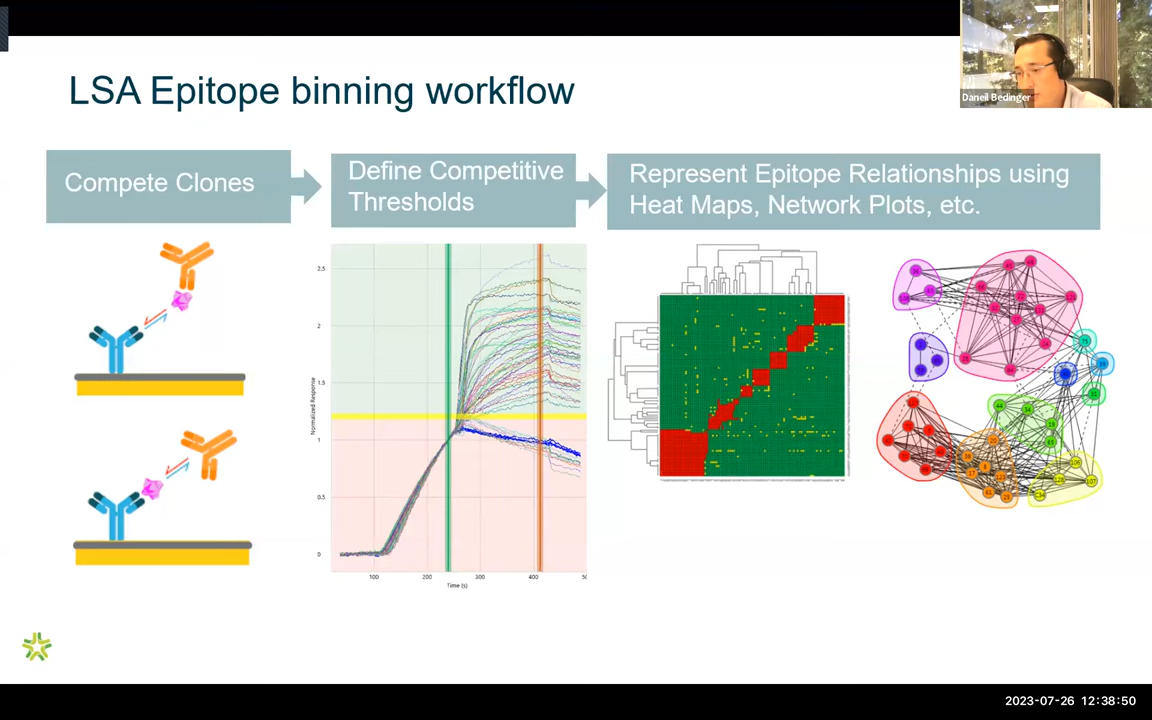 LSA Epitope binning workflow
Daneil Bedinger
Compete Clones
Define Competitive
Thresholds
Represent Epitope Relationships using
Heat Maps, Network Plots, etc.
2.5
2
1.5
1
0.5
0
Normalized Response
100
200
300
400
Time (s)
2023-07-26 12:38:50